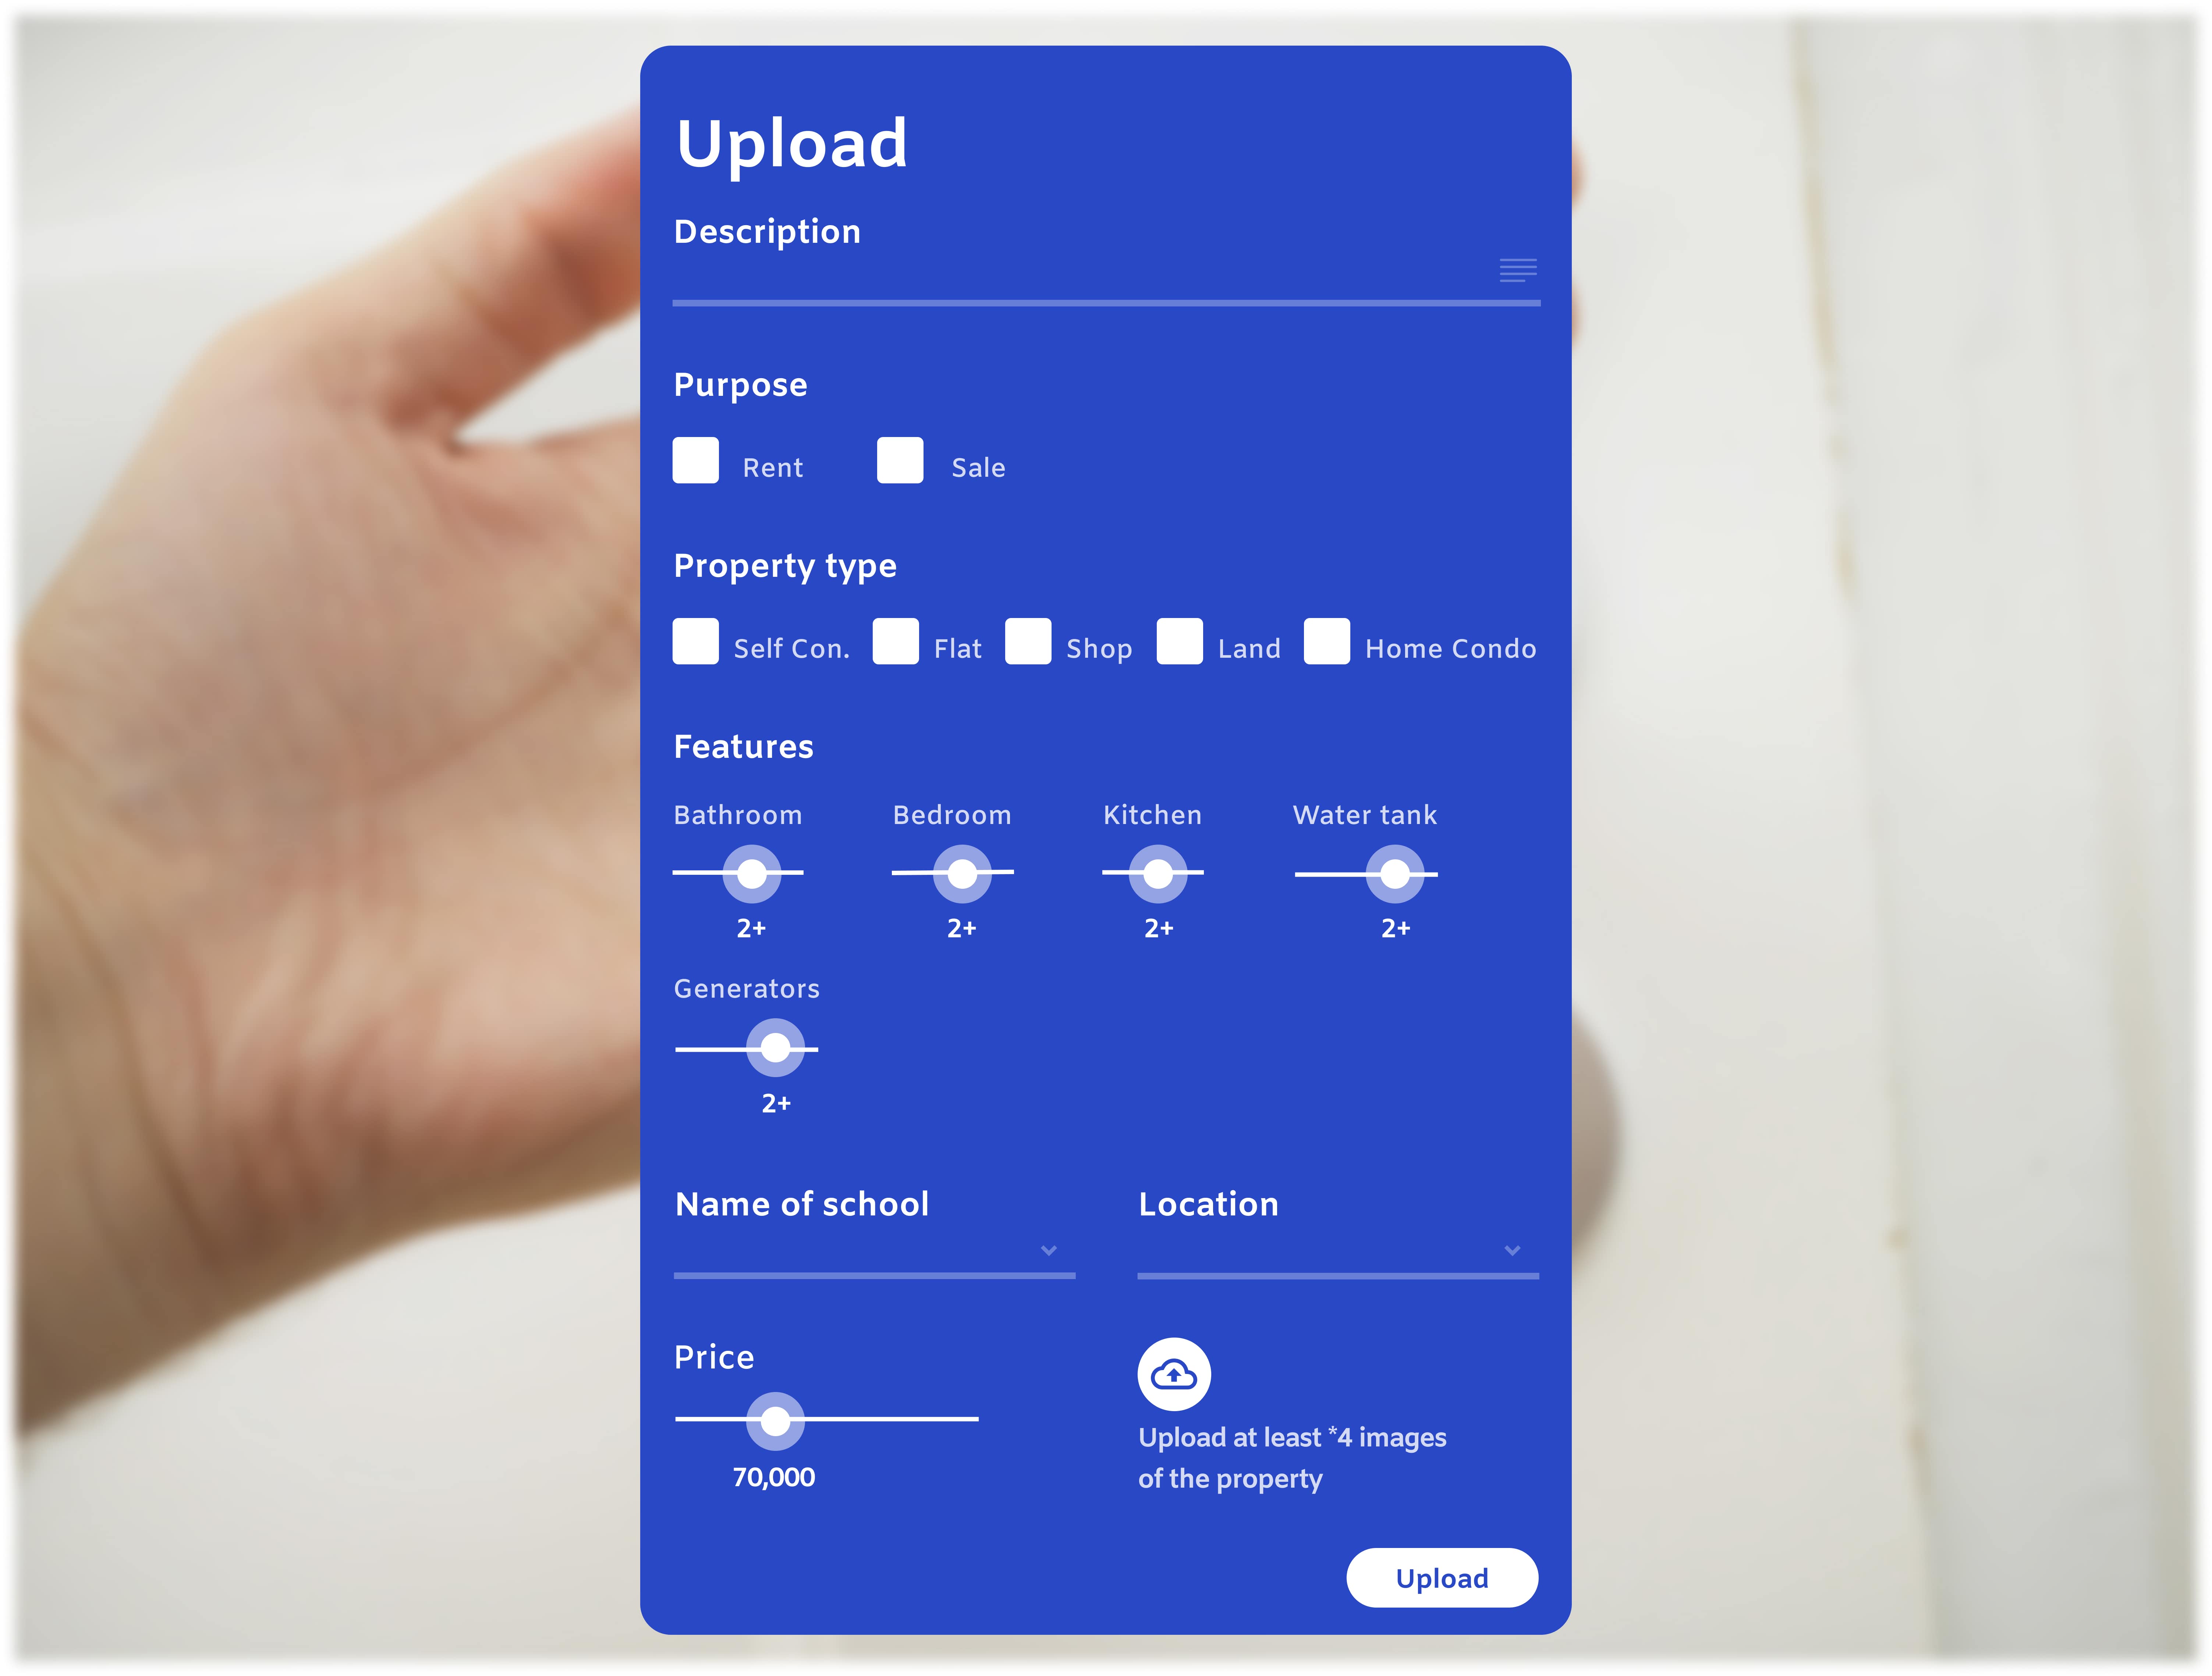 Upload
Description
Purpose
Rent Sale
Property type
Self Con. Flat Shop Land Home Condo
Features
Bathroom Bedroom Kitchen Water tank
2+ 2+ 2+ 2+
Generators
2+
Name of school Location
Price
70,000
Upload at least *4 images
of the property
Upload